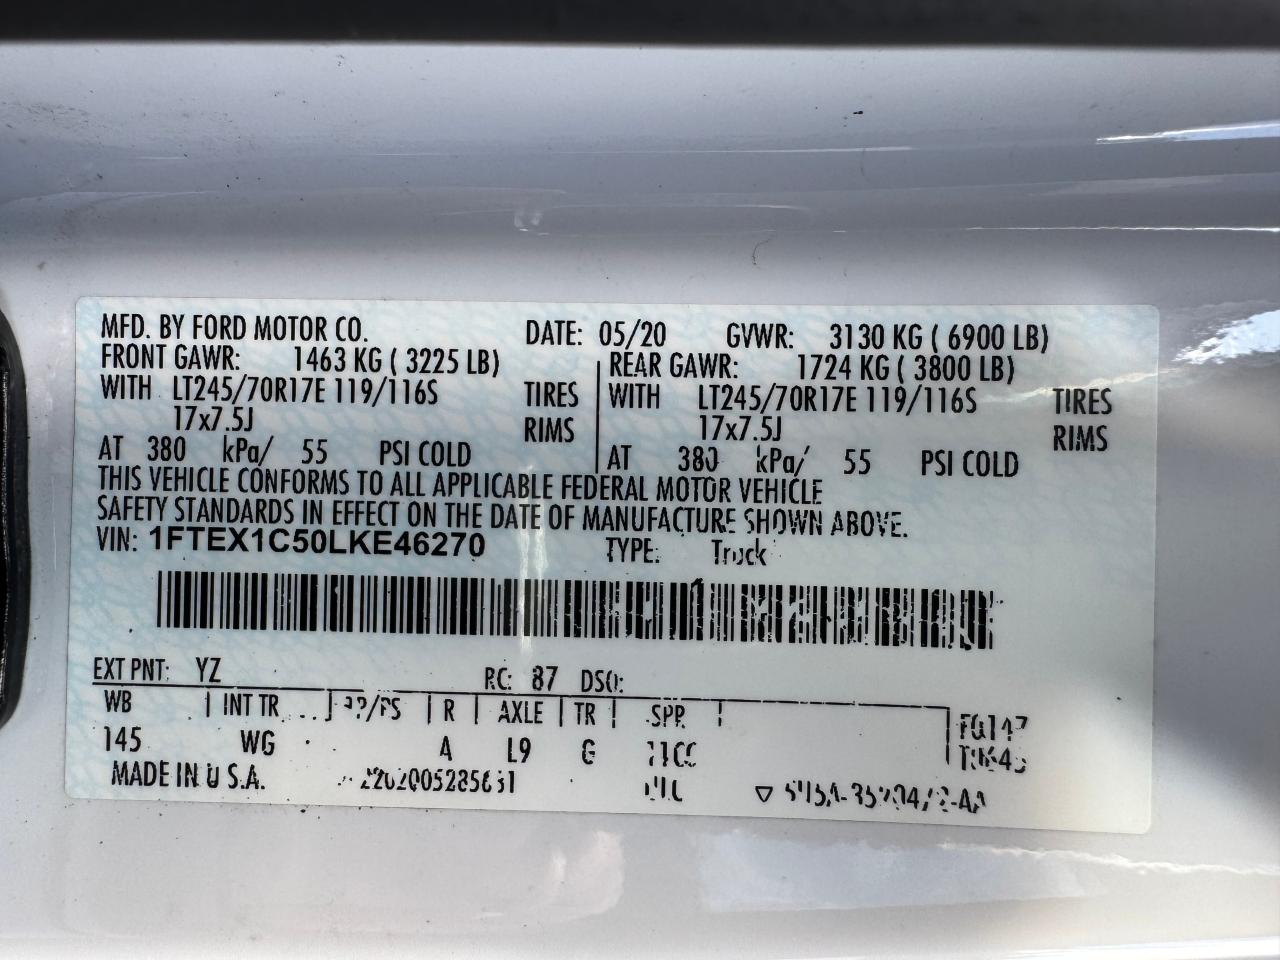 MFD. BY FORD MOTOR CO. DATE: 05/20 GVWR: 3130 KG ( 6900 LB)
FRONT GAWR: 1463 KG ( 3225 LB) REAR GAWR: 1724 KG ( 3800 LB)
WITH LT245/70R17E 119/116S TIRES WITH LT245/70R17E 119/116S TIRES
17x7.5J RIMS 17x7.5J RIMS
AT 380 kPa/ 55 PSI COLD AT 380 kPa/ 55 PSI COLD
THIS VEHICLE CONFORMS TO ALL APPLICABLE FEDERAL MOTOR VEHICLE
SAFETY STANDARDS IN EFFECT ON THE DATE OF MANUFACTURE SHOWN ABOVE.
VIN: 1FTEX1C50LKE46270 TYPE: Truck
EXT PNT: YZ RC: 87 DSO:
WB INT TR R AXLE TR SPR
145 WG A L9 G
MADE IN U.S.A.